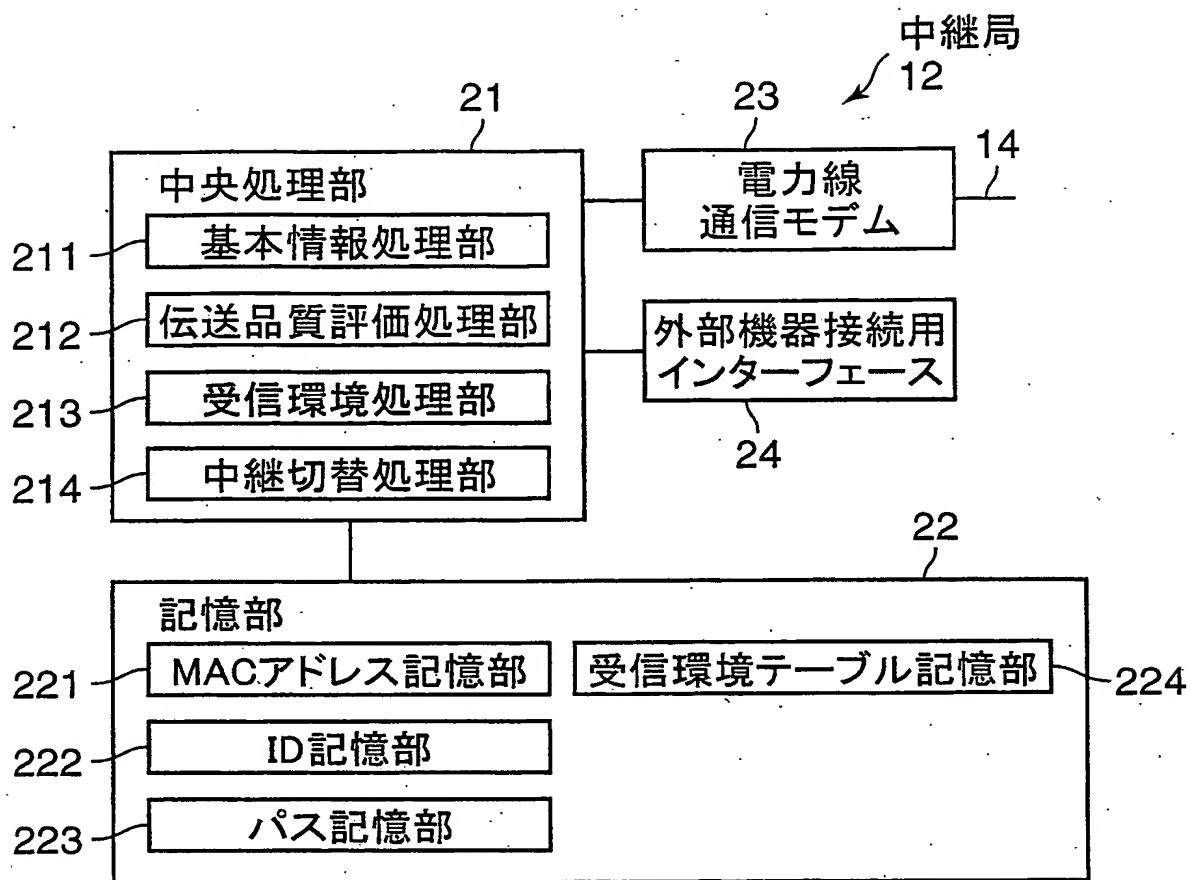 中継局
12
21
23
14
中央処理部
電力線
通信モデム
211
基本情報処理部
212
伝送品質評価処理部
外部機器接続用
インターフェース
213
受信環境処理部
24
214
中継切替処理部
22
記憶部
221
MACアドレス記憶部
受信環境テーブル記憶部
224
222
ID記憶部
223
パス記憶部